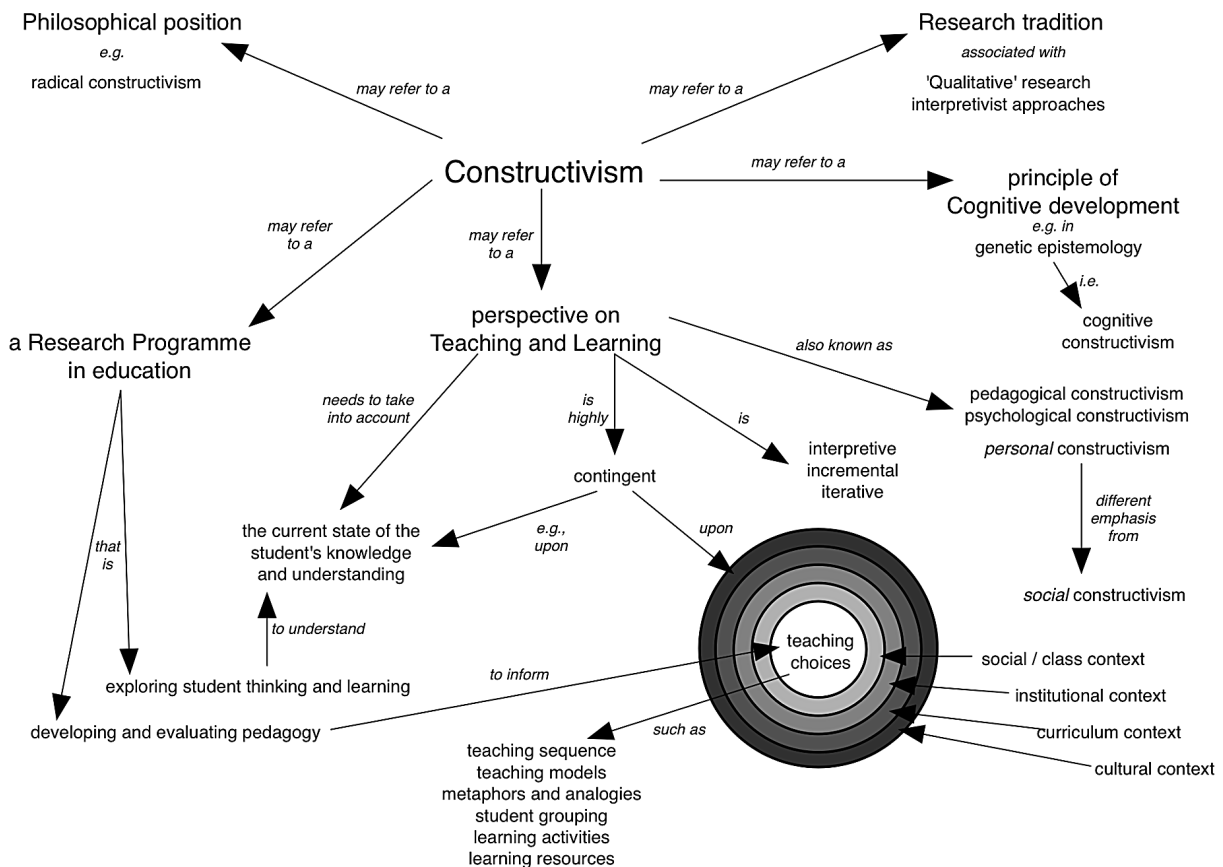 Philosophical position
e.g.
radical constructivism
may refer to a
may refer to a
Research tradition
associated with
'Qualitative' research
interpretivist approaches
Constructivism
may refer to a
principle of
Cognitive development
e.g. in
genetic epistemology
i.e.
cognitive
constructivism
may refer
to a
may refer
to a
a Research Programme
in education
perspective on
Teaching and Learning
also known as
pedagogical constructivism
psychological constructivism
personal constructivism
different
emphasis
from
social constructivism
needs to take
into account
is
highly
is
interpretive
incremental
iterative
contingent
e.g.,
upon
upon
the current state of the
student's knowledge
and understanding
that
is
to understand
exploring student thinking and learning
developing and evaluating pedagogy
to inform
teaching
choices
social / class context
institutional context
curriculum context
cultural context
such as
teaching sequence
teaching models
metaphors and analogies
student grouping
learning activities
learning resources